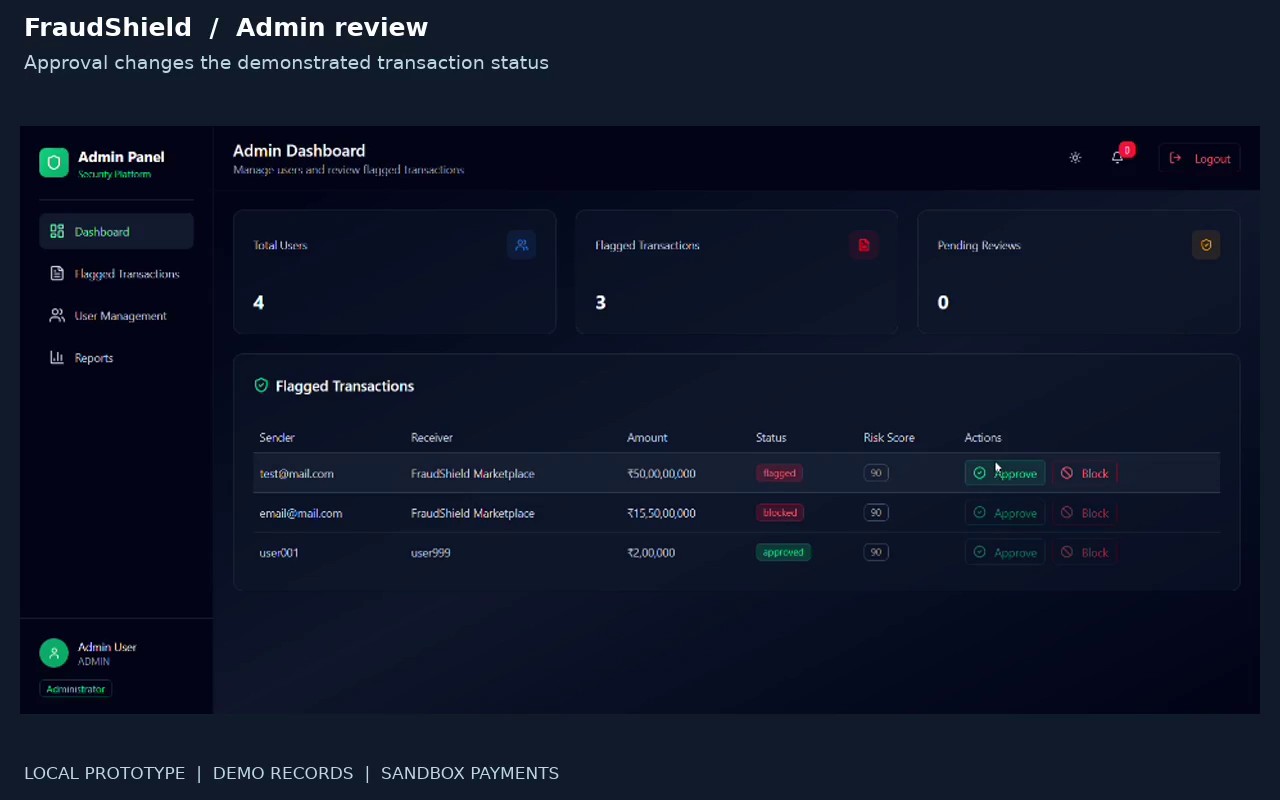 FraudShield / Admin review
Approval changes the demonstrated transaction status
Admin Panel
Security Platform
Dashboard
Flagged Transactions
User Management
Reports
Admin User
ADMIN
Administrator
Admin Dashboard
Manage users and review flagged transactions
0
Logout
Total Users
4
Flagged Transactions
3
Pending Reviews
0
Flagged Transactions
Sender Receiver Amount Status Risk Score Actions
test@mail.com FraudShield Marketplace ₹50,00,00,000 flagged 90 Approve Block
email@mail.com FraudShield Marketplace ₹15,50,00,000 blocked 90 Approve Block
user001 user999 ₹2,00,000 approved 90 Approve Block
LOCAL PROTOTYPE | DEMO RECORDS | SANDBOX PAYMENTS